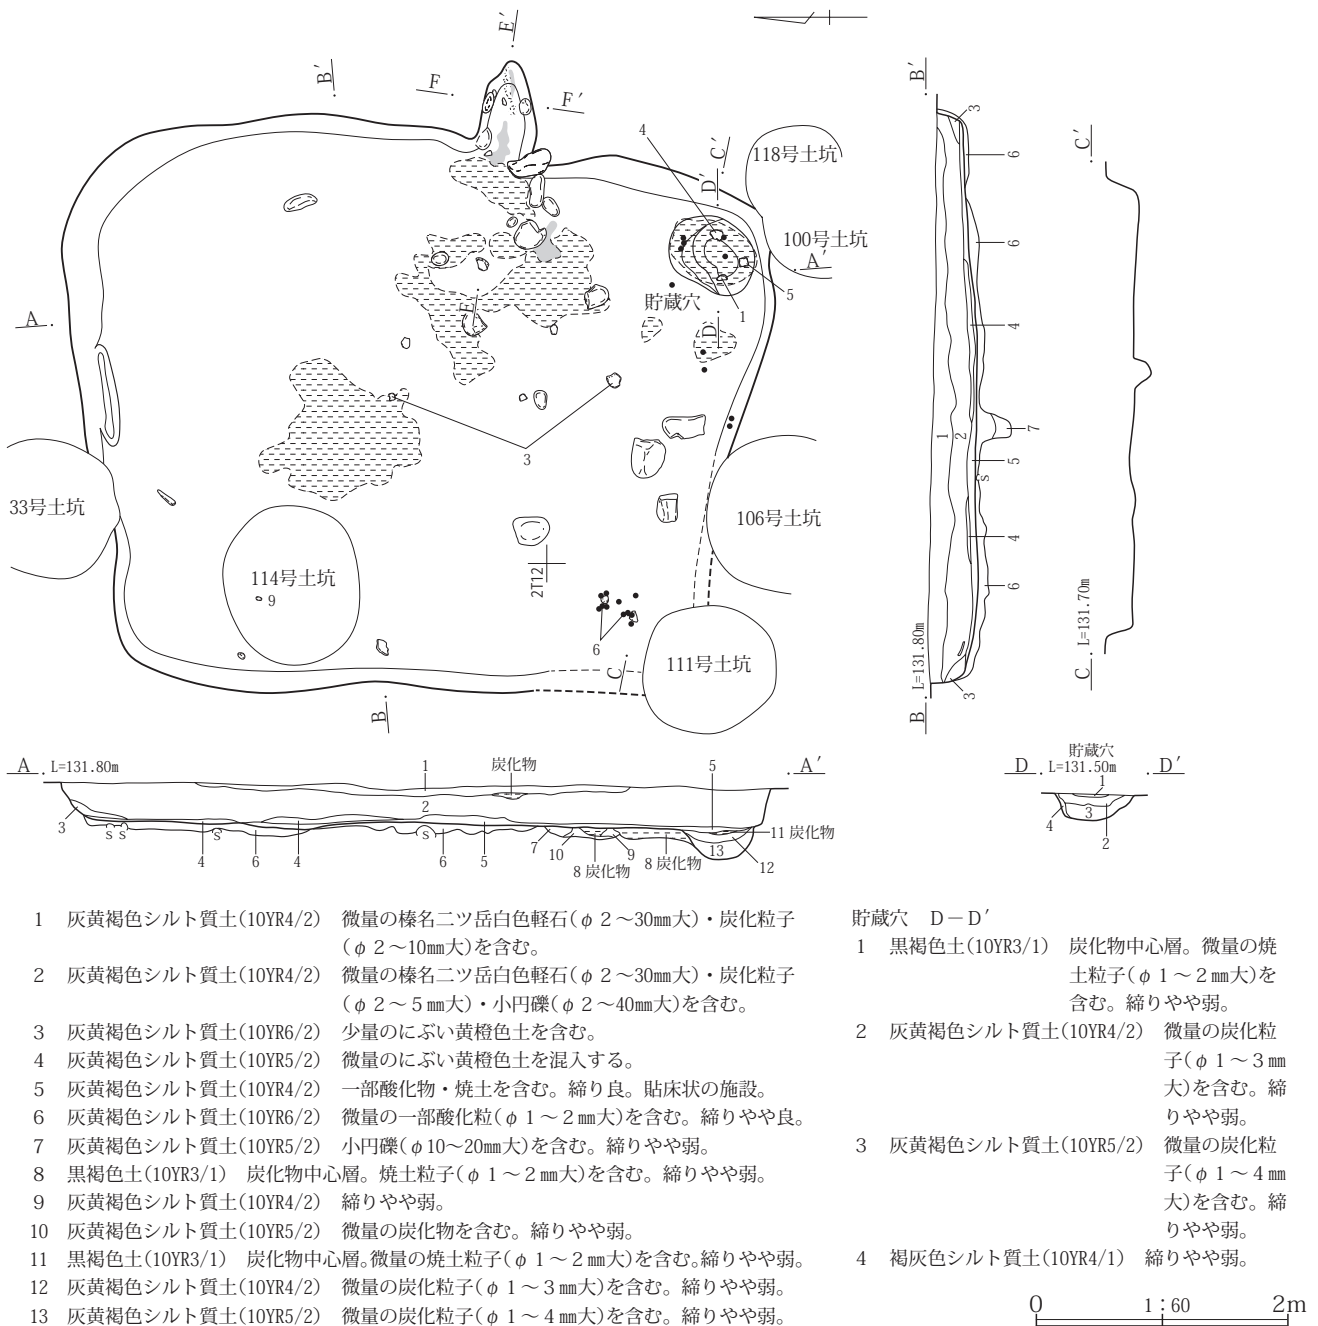 E′
B′
F
F′
4
C′
D′
118号土坑
100号土坑
A′
5
貯蔵穴
1
E
D
A
3
33号土坑
106号土坑
114号土坑
9
2T12
6
C
111号土坑
B
B′
3
6
6
4
1
2
7
5
S
4
6
L=131.80m
3
B
C′
L=131.70m
C
A
L=131.80m
1
炭化物
5
A′
2
3
S S
S
S
4
6
4
6
5
7
10
8 炭化物
9
8 炭化物
13
11 炭化物
12
貯蔵穴
D
L=131.50m
D′
1
3
4
2
1 灰黄褐色シルト質土(10YR4/2) 微量の榛名二ツ岳白色軽石(φ２～30㎜大)・炭化粒子
(φ２～10㎜大)を含む。
2 灰黄褐色シルト質土(10YR4/2) 微量の榛名二ツ岳白色軽石(φ２～30㎜大)・炭化粒子
(φ２～５㎜大)・小円礫(φ２～40㎜大)を含む。
3 灰黄褐色シルト質土(10YR6/2) 少量のにぶい黄橙色土を含む。
4 灰黄褐色シルト質土(10YR5/2) 微量のにぶい黄橙色土を混入する。
5 灰黄褐色シルト質土(10YR4/2) 一部酸化物・焼土を含む。締り良。貼床状の施設。
6 灰黄褐色シルト質土(10YR6/2) 微量の一部酸化粒(φ１～２㎜大)を含む。締りやや良。
7 灰黄褐色シルト質土(10YR5/2) 小円礫(φ10～20㎜大)を含む。締りやや弱。
8 黒褐色土(10YR3/1) 炭化物中心層。焼土粒子(φ１～２㎜大)を含む。締りやや弱。
9 灰黄褐色シルト質土(10YR4/2) 締りやや弱。
10 灰黄褐色シルト質土(10YR5/2) 微量の炭化物を含む。締りやや弱。
11 黒褐色土(10YR3/1) 炭化物中心層。微量の焼土粒子(φ１～２㎜大)を含む。締りやや弱。
12 灰黄褐色シルト質土(10YR4/2) 微量の炭化粒子(φ１～３㎜大)を含む。締りやや弱。
13 灰黄褐色シルト質土(10YR5/2) 微量の炭化粒子(φ１～４㎜大)を含む。締りやや弱。
貯蔵穴 D－D′
1 黒褐色土(10YR3/1) 炭化物中心層。微量の焼
土粒子(φ１～２㎜大)を
含む。締りやや弱。
2 灰黄褐色シルト質土(10YR4/2) 微量の炭化粒
子(φ１～３㎜
大)を含む。締
りやや弱。
3 灰黄褐色シルト質土(10YR5/2) 微量の炭化粒
子(φ１～４㎜
大)を含む。締
りやや弱。
4 褐灰色シルト質土(10YR4/1) 締りやや弱。
0 1：60 2m